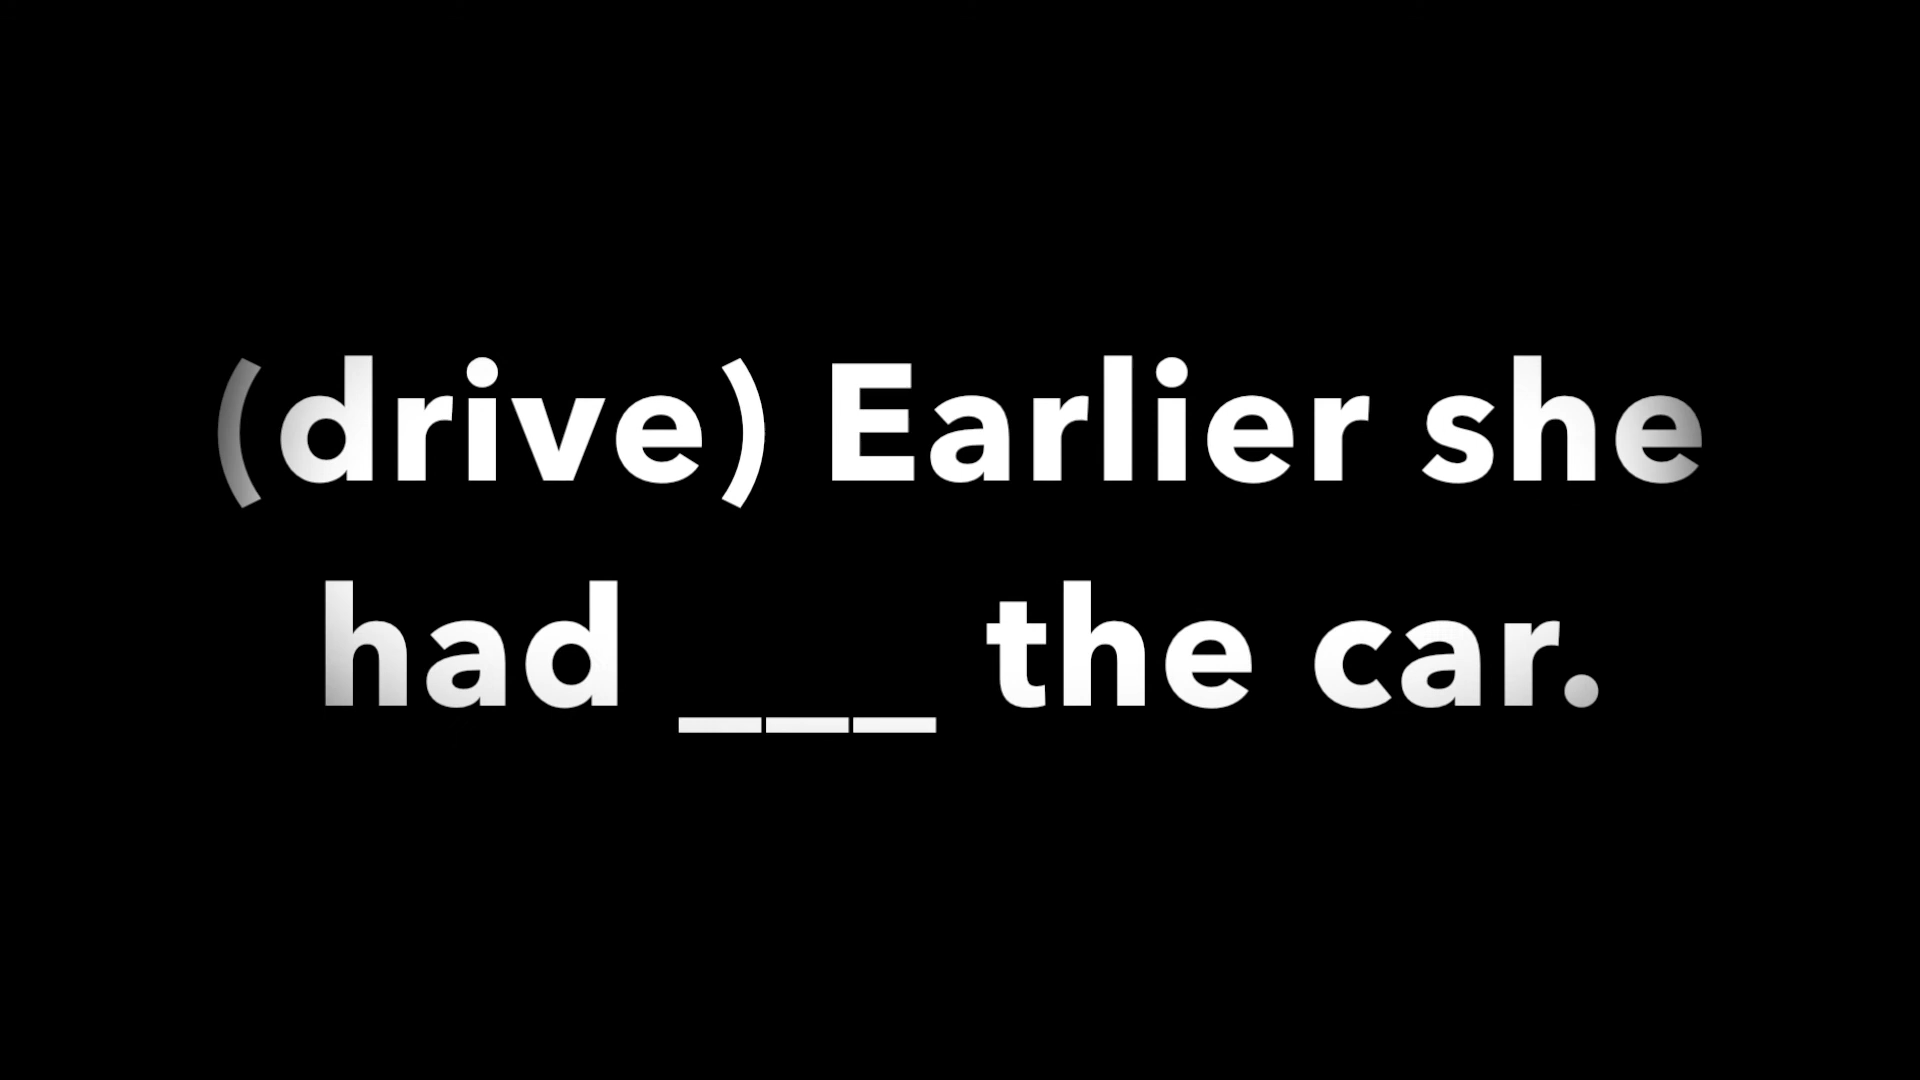 (drive) Earlier she
had ___ the car.